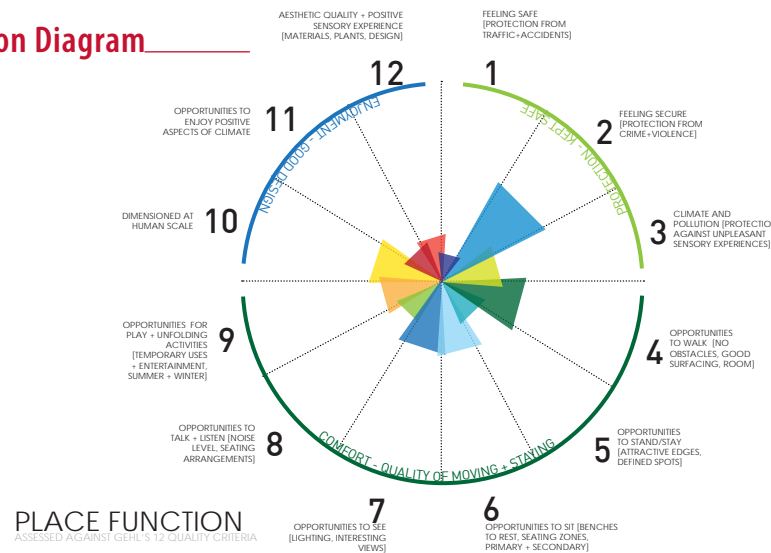 on Diagram
AESTHETIC QUALITY + POSITIVE
SENSORY EXPERIENCE
[MATERIALS, PLANTS, DESIGN]
12
FEELING SAFE
[PROTECTION FROM
TRAFFIC+ACCIDENTS]
1
FEELING SECURE
[PROTECTION FROM
CRIME+VIOLENCE]
2
CLIMATE AND
POLLUTION [PROTECTIO
AGAINST UNPLEASANT
SENSORY EXPERIENCES]
3
OPPORTUNITIES
TO WALK [NO
OBSTACLES, GOOD
SURFACING, ROOM]
4
OPPORTUNITIES
TO STAND/STAY
[ATTRACTIVE EDGES,
DEFINED SPOTS]
5
6
OPPORTUNITIES TO SIT [BENCHES
TO REST, SEATING ZONES,
PRIMARY + SECONDARY]
7
OPPORTUNITIES TO SEE
[LIGHTING, INTERESTING
VIEWS]
OPPORTUNITIES TO
TALK + LISTEN [NOISE
LEVEL, SEATING
ARRANGEMENTS]
8
OPPORTUNITIES FOR
PLAY + UNFOLDING
ACTIVITIES
[TEMPORARY USES
+ ENTERTAINMENT,
SUMMER + WINTER]
9
DIMENSIONED AT
HUMAN SCALE
10
OPPORTUNITIES TO
ENJOY POSITIVE
ASPECTS OF CLIMATE
11
ENJOYMENT - GOOD DESIGN
PROTECTION - KEPT SAFE
COMFORT - QUALITY OF MOVING + STAYING
PLACE FUNCTION
ASSESSED AGAINST GEHL'S 12 QUALITY CRITERIA